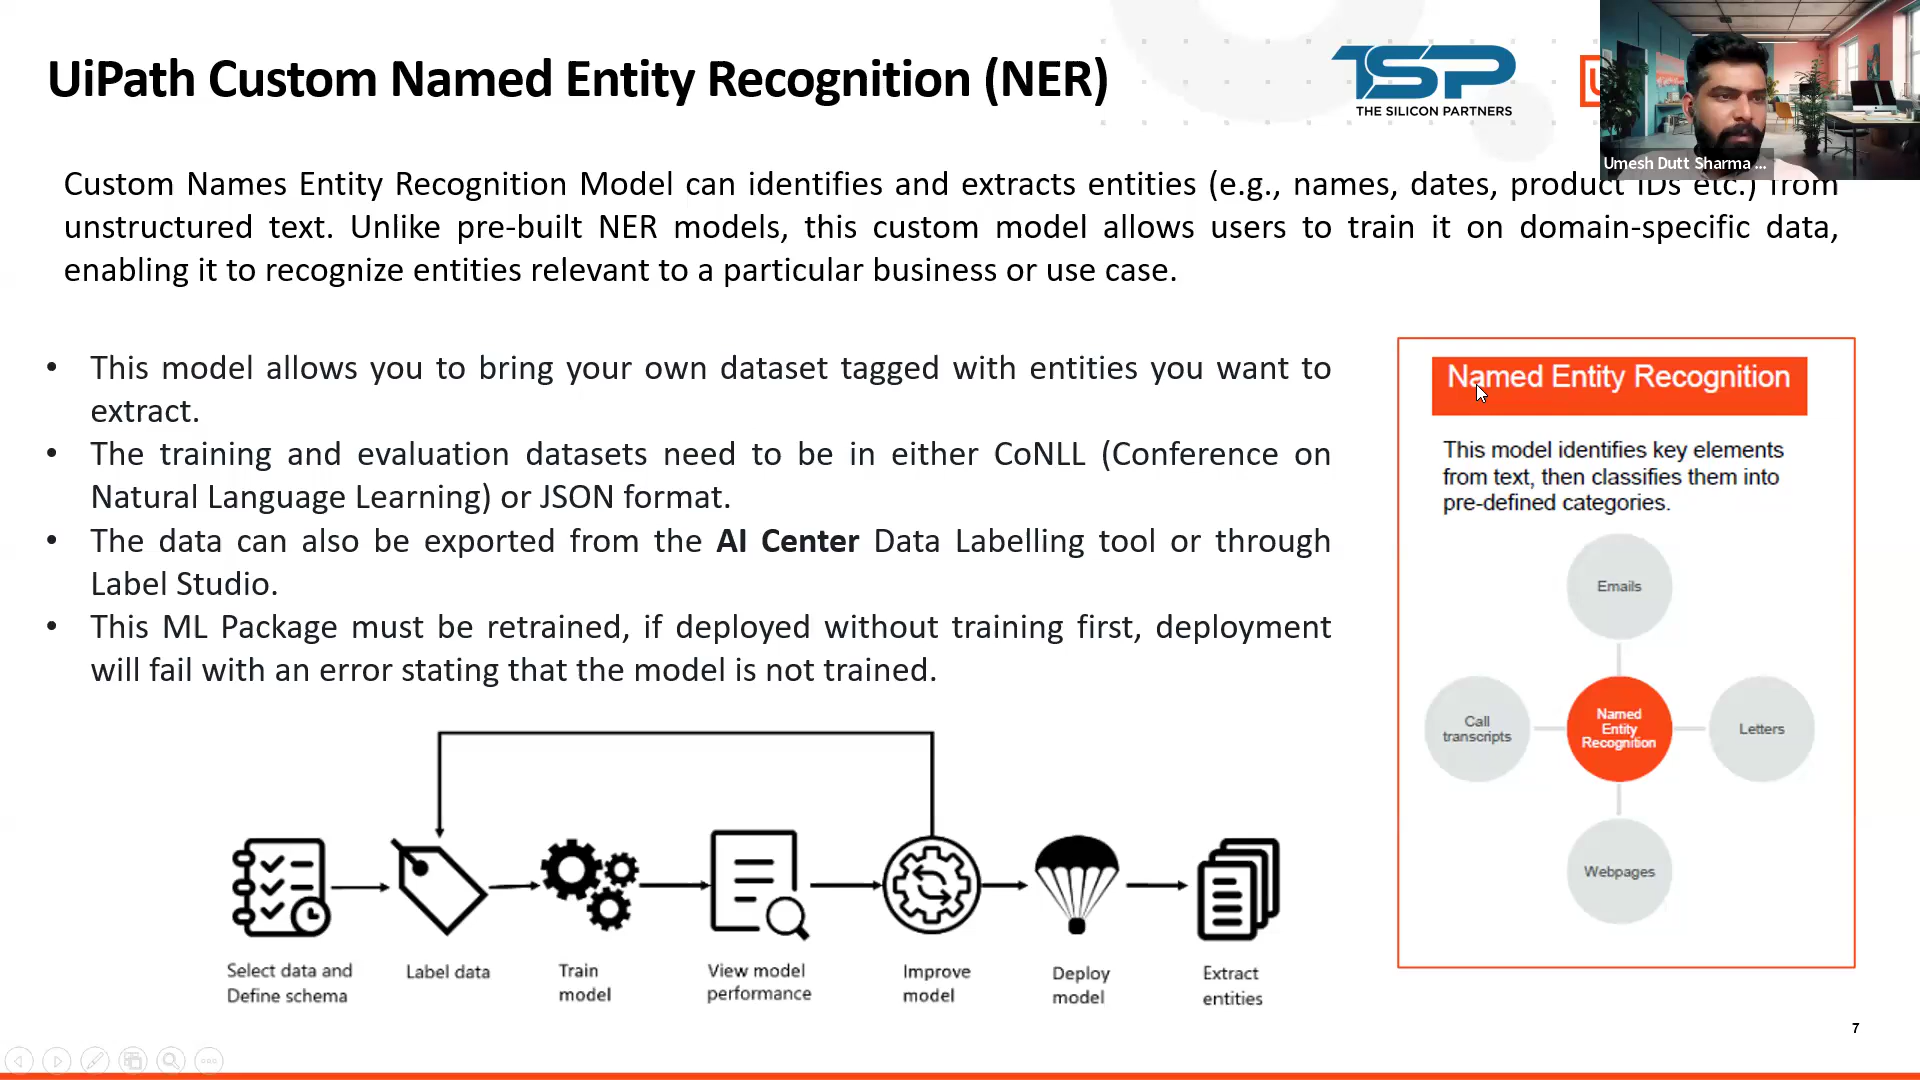 UiPath Custom Named Entity Recognition (NER)
TSP
THE SILICON PARTNERS
Umesh Dutt Sharma ...
Custom Names Entity Recognition Model can identifies and extracts entities (e.g., names, dates, product IDs etc.) from
unstructured text. Unlike pre-built NER models, this custom model allows users to train it on domain-specific data,
enabling it to recognize entities relevant to a particular business or use case.
• This model allows you to bring your own dataset tagged with entities you want to
extract.
• The training and evaluation datasets need to be in either CoNLL (Conference on
Natural Language Learning) or JSON format.
• The data can also be exported from the AI Center Data Labelling tool or through
Label Studio.
• This ML Package must be retrained, if deployed without training first, deployment
will fail with an error stating that the model is not trained.
Named Entity Recognition
This model identifies key elements
from text, then classifies them into
pre-defined categories.
Emails
Call
transcripts
Named
Entity
Recognition
Letters
Webpages
Select data and
Define schema
Label data
Train
model
View model
performance
Improve
model
Deploy
model
Extract
entities
7